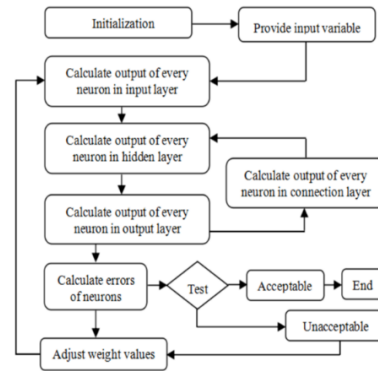 Initialization
Provide input variable
Calculate output of every
neuron in input layer
Calculate output of every
neuron in hidden layer
Calculate output of every
neuron in connection layer
Calculate output of every
neuron in output layer
Calculate errors
of neurons
Test
Acceptable
End
Unacceptable
Adjust weight values